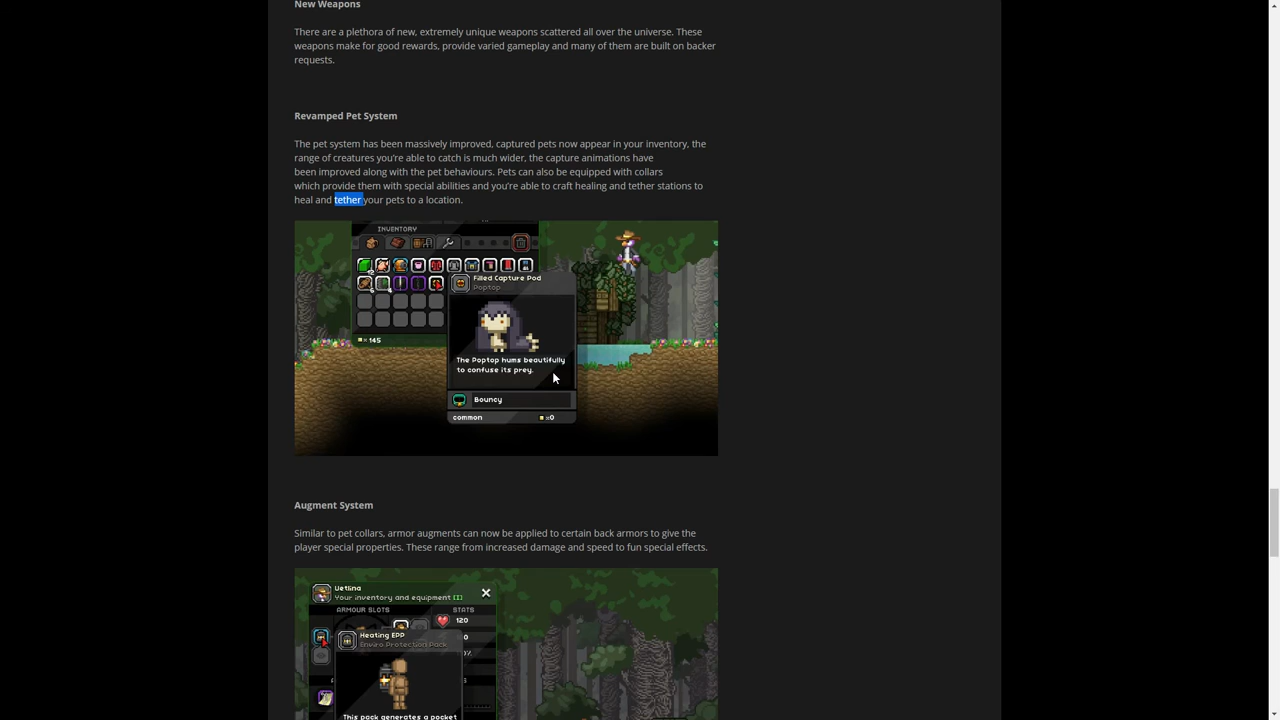 New Weapons
There are a plethora of new, extremely unique weapons scattered all over the universe. These
weapons make for good rewards, provide varied gameplay and many of them are built on backer
requests.
Revamped Pet System
The pet system has been massively improved, captured pets now appear in your inventory, the
range of creatures you’re able to catch is much wider, the capture animations have
been improved along with the pet behaviours. Pets can also be equipped with collars
which provide them with special abilities and you’re able to craft healing and tether stations to
heal and tether your pets to a location.
INVENTORY
Filled Capture Pod
Poptop
× 145
The Poptop hums beautifully
to confuse its prey.
Bouncy
common
x0
Augment System
Similar to pet collars, armor augments can now be applied to certain back armors to give the
player special properties. These range from increased damage and speed to fun special effects.
Your inventory and equipment
ARMOUR SLOTS
STATS
120
Heating EPP
Enviro Protection Pack
This pack generates a pocket